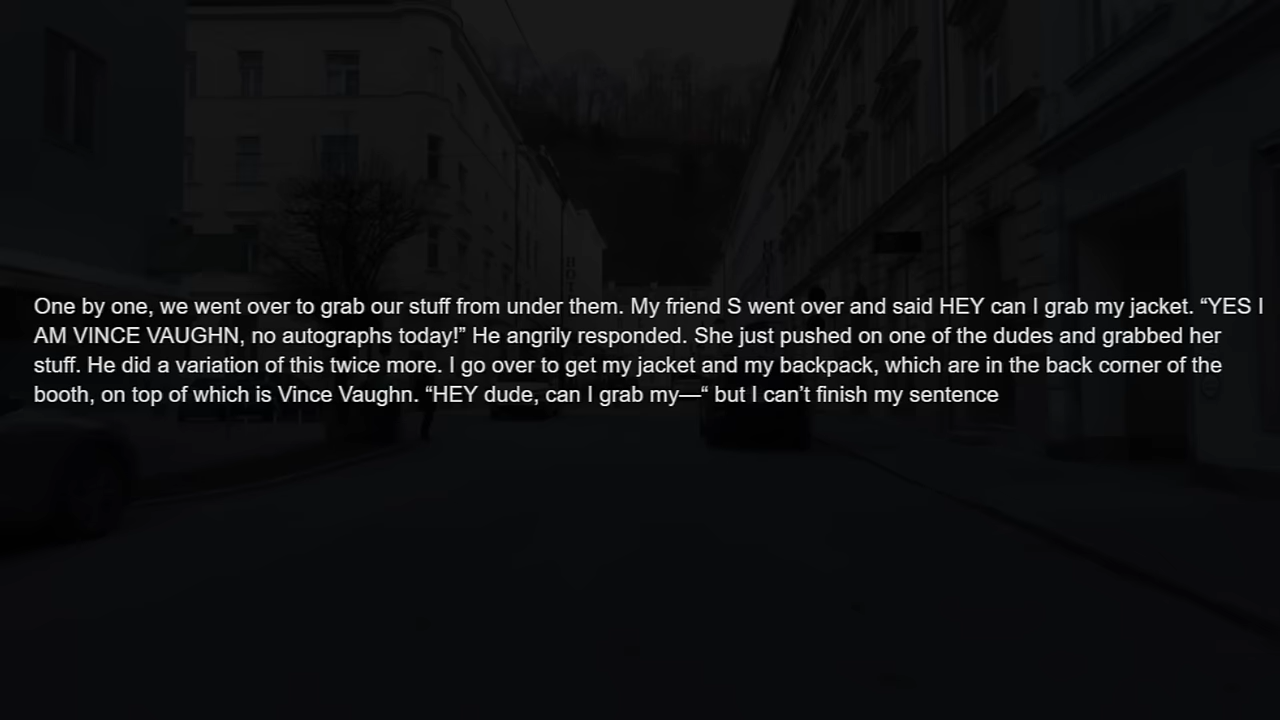 One by one, we went over to grab our stuff from under them. My friend S went over and said HEY can I grab my jacket. “YES I
AM VINCE VAUGHN, no autographs today!” He angrily responded. She just pushed on one of the dudes and grabbed her
stuff. He did a variation of this twice more. I go over to get my jacket and my backpack, which are in the back corner of the
booth, on top of which is Vince Vaughn. “HEY dude, can I grab my—“ but I can’t finish my sentence